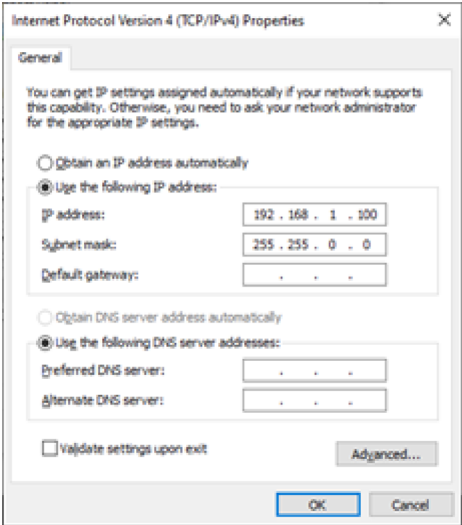 Internet Protocol Version 4 (TCP/IPv4) Properties
General
You can get IP settings assigned automatically if your network supports
this capability. Otherwise, you need to ask your network administrator
for the appropriate IP settings.
Obtain an IP address automatically
Use the following IP address:
IP address: 192 . 168 . 1 . 100
Subnet mask: 255 . 255 . 0 . 0
Default gateway: . . .
Obtain DNS server address automatically
Use the following DNS server addresses:
Preferred DNS server: . . .
Alternate DNS server: . . .
Validate settings upon exit
Advanced...
OK Cancel